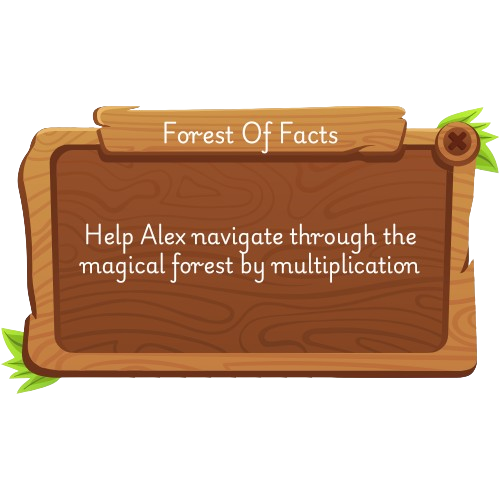 Forest Of Facts
Help Alex navigate through the
magical forest by multiplication